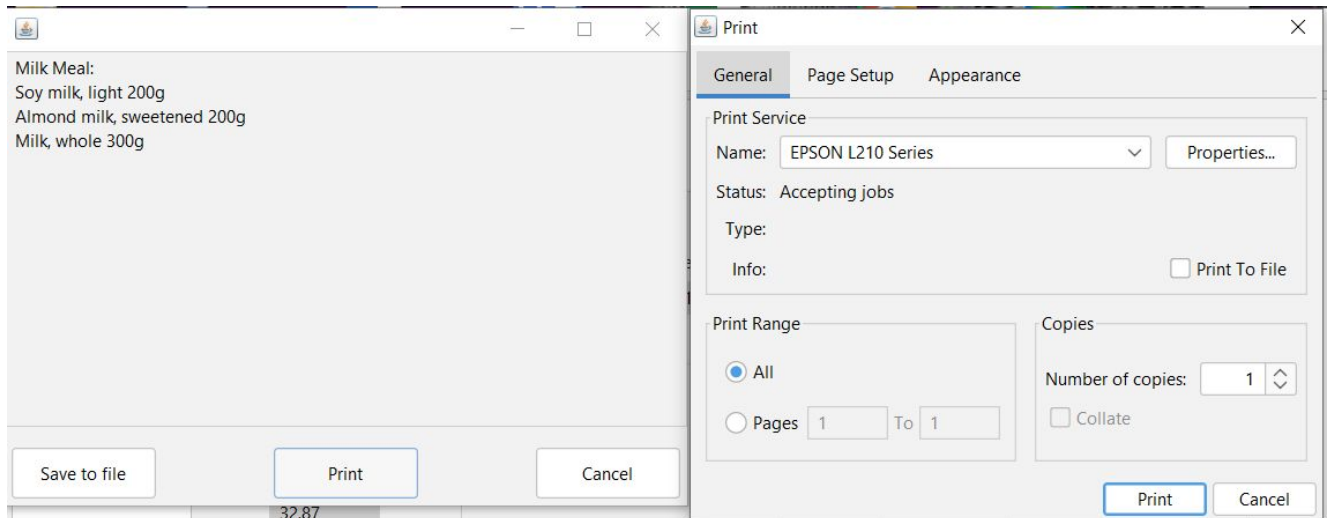 Milk Meal:
Soy milk, light 200g
Almond milk, sweetened 200g
Milk, whole 300g
Save to file
Print
Cancel
32.87
Print
General Page Setup Appearance
Print Service
Name: EPSON L210 Series Properties...
Status: Accepting jobs
Type:
Info: Print To File
Print Range
All
Pages 1 To 1
Copies
Number of copies: 1
Collate
Print Cancel